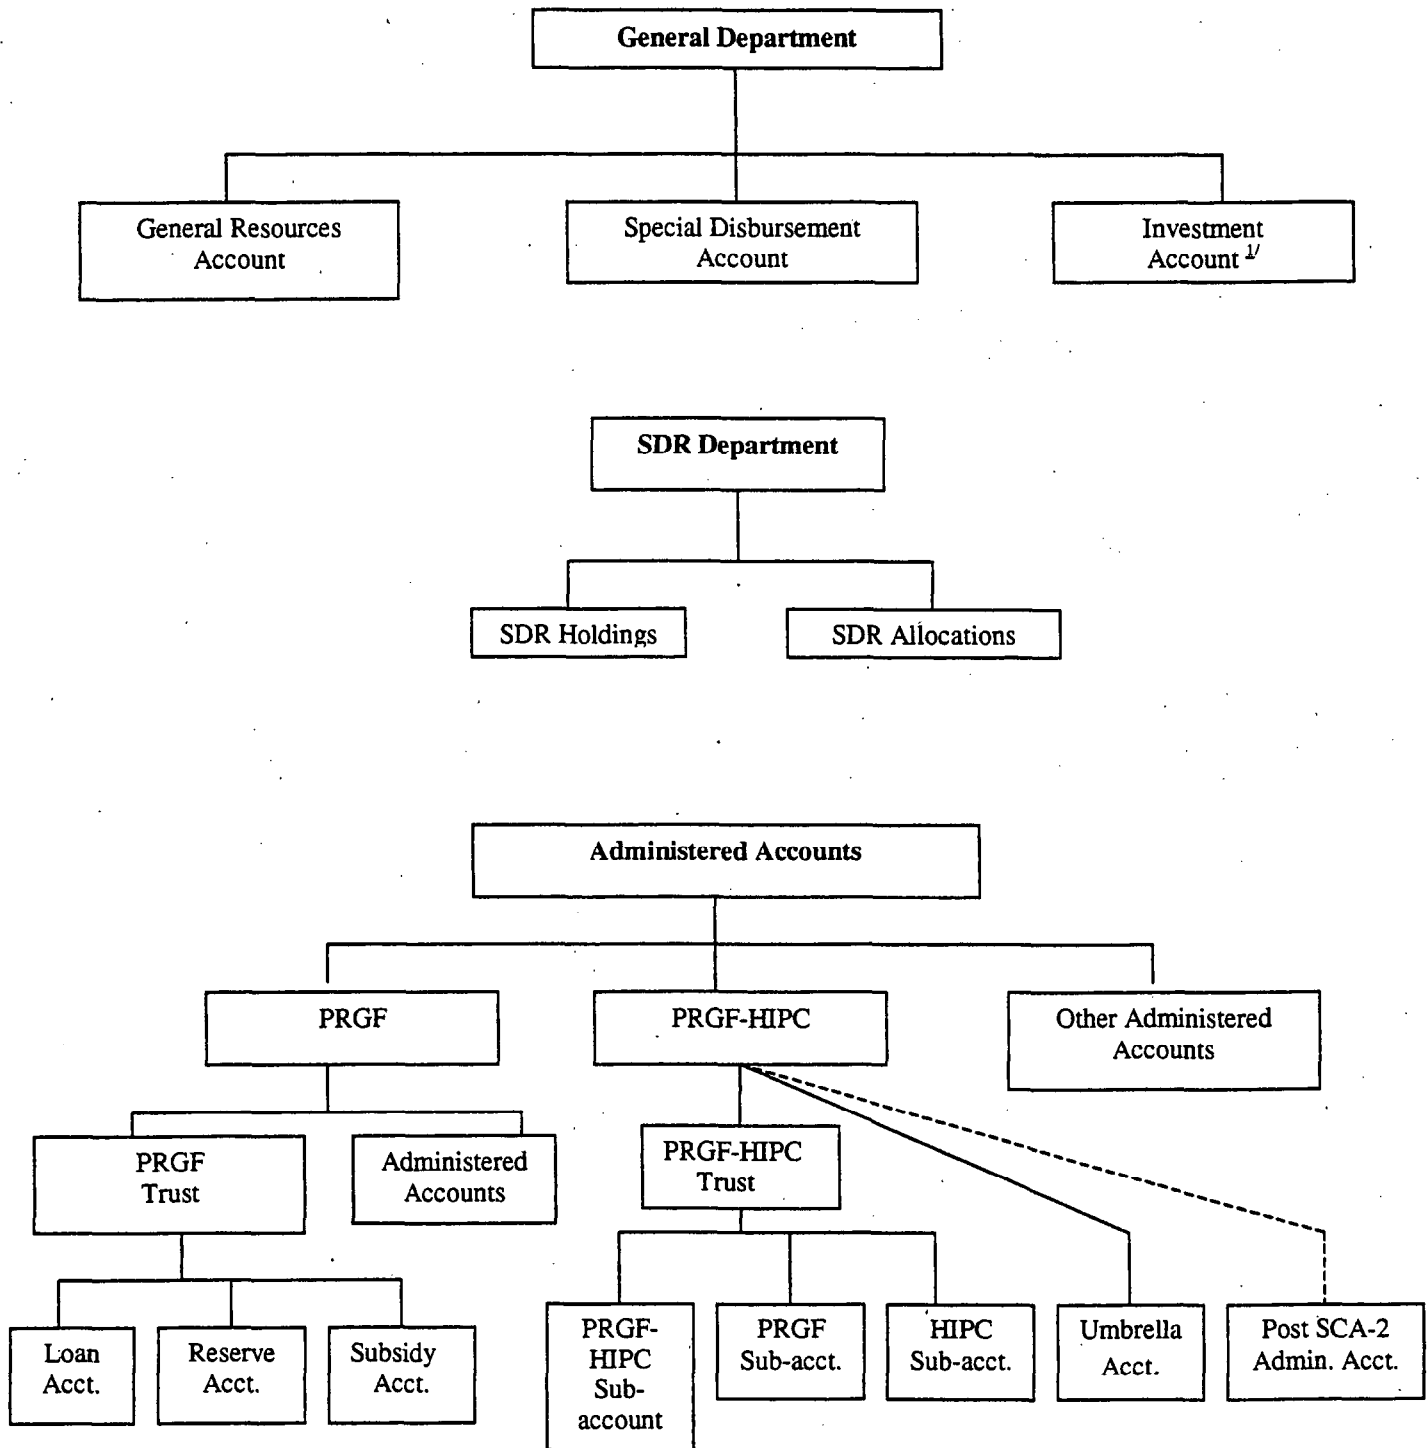 General Department
General Resources
Account
Special Disbursement
Account
Investment
Account 1/
SDR Department
SDR Holdings
SDR Allocations
Administered Accounts
PRGF
PRGF-HIPC
Other Administered
Accounts
PRGF
Trust
Administered
Accounts
PRGF-HIPC
Trust
Loan
Acct.
Reserve
Acct.
Subsidy
Acct.
PRGF-
HIPC
Sub-
account
PRGF
Sub-acct.
HIPC
Sub-acct.
Umbrella
Acct.
Post SCA-2
Admin. Acct.